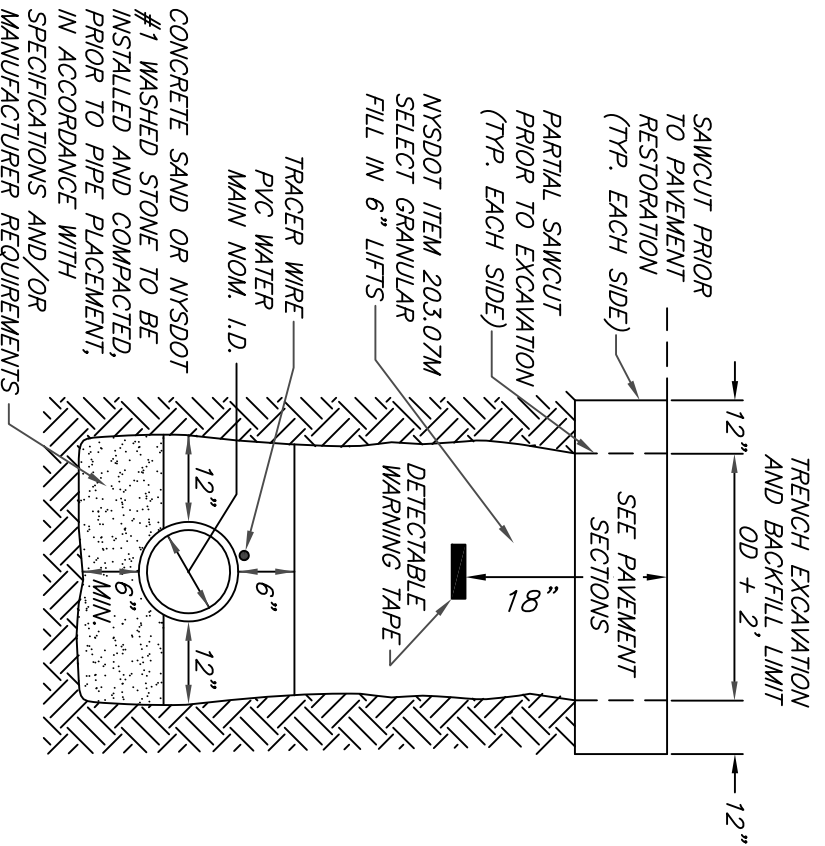 TRENCH EXCAVATION
AND BACKFILL LIMIT
OD + 2'
12"
12"
SAWCUT PRIOR
TO PAVEMENT
RESTORATION
(TYP. EACH SIDE)
SEE PAVEMENT
SECTIONS
PARTIAL SAWCUT
PRIOR TO EXCAVATION
(TYP. EACH SIDE)
18"
NYSDOT ITEM 203.07M
SELECT GRANULAR
FILL IN 6" LIFTS
DETECTABLE
WARNING TAPE
TRACER WIRE
PVC WATER
MAIN NOM. I.D.
6"
12"
12"
6"
MIN
CONCRETE SAND OR NYSDOT
#1 WASHED STONE TO BE
INSTALLED AND COMPACTED,
PRIOR TO PIPE PLACEMENT,
IN ACCORDANCE WITH
SPECIFICATIONS AND/OR
MANUFACTURER REQUIREMENTS